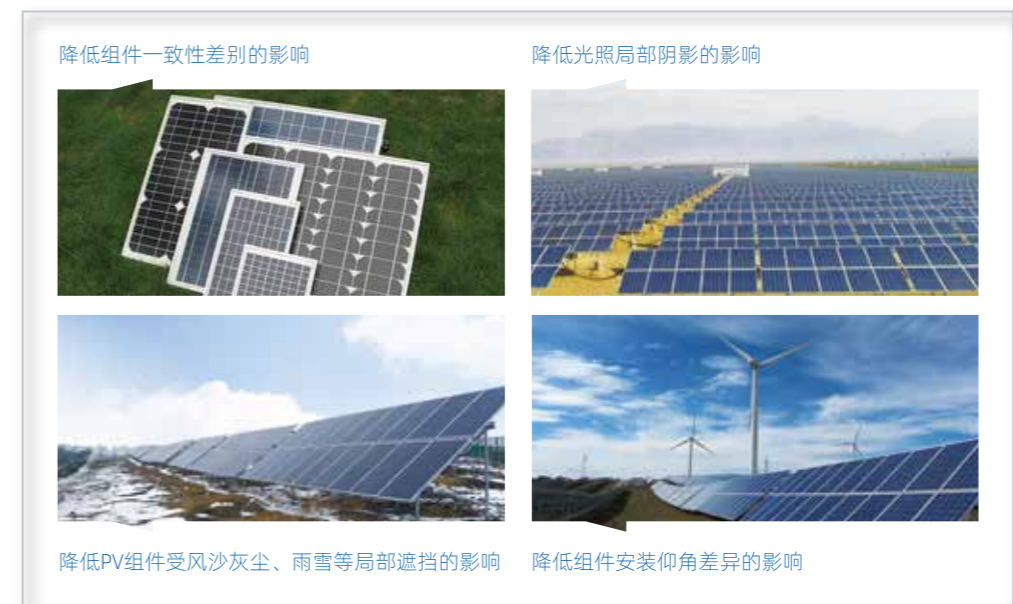 降低组件一致性差别的影响
降低光照局部阴影的影响
降低PV组件受风沙灰尘、雨雪等局部遮挡的影响
降低组件安装仰角差异的影响